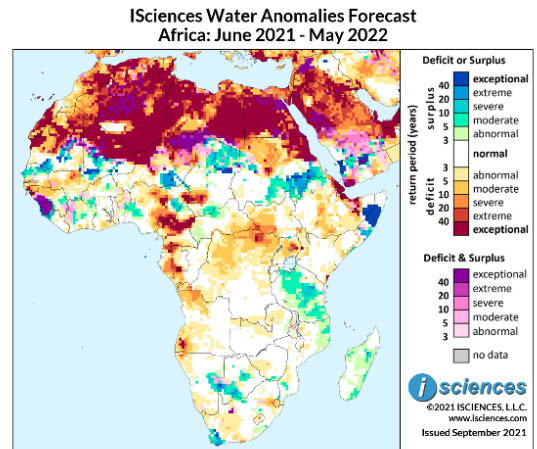 ISciences Water Anomalies Forecast
Africa: June 2021 - May 2022
Deficit or Surplus
return period (years)
surplus
exceptional
40
extreme
20
severe
10
moderate
5
abnormal
3
normal
deficit
3
abnormal
5
moderate
10
severe
20
extreme
40
exceptional
Deficit & Surplus
exceptional
40
extreme
20
severe
10
moderate
5
abnormal
3
no data
i sciences
©2021 ISCIENCES, L.L.C.
www.isciences.com
Issued September 2021